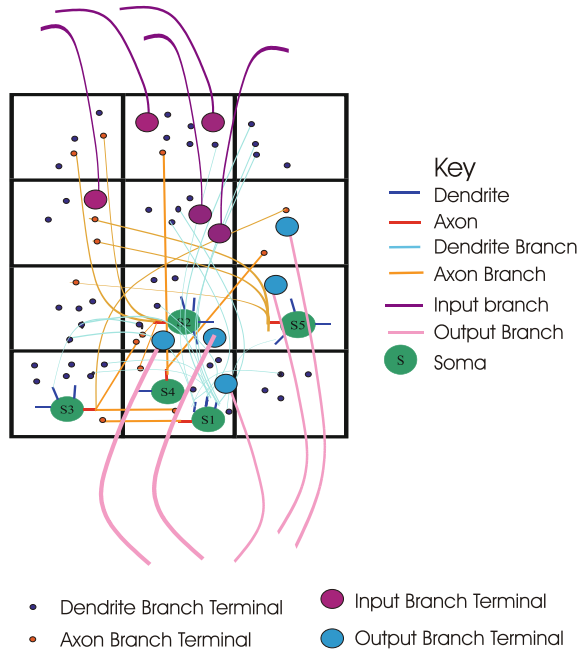 Key
Dendrite
Axon
Dendrite Brancn
Axon Branch
Input branch
Output Branch
S Soma
S2
S5
S4
S3
S1
Dendrite Branch Terminal
Input Branch Terminal
Axon Branch Terminal
Output Branch Terminal